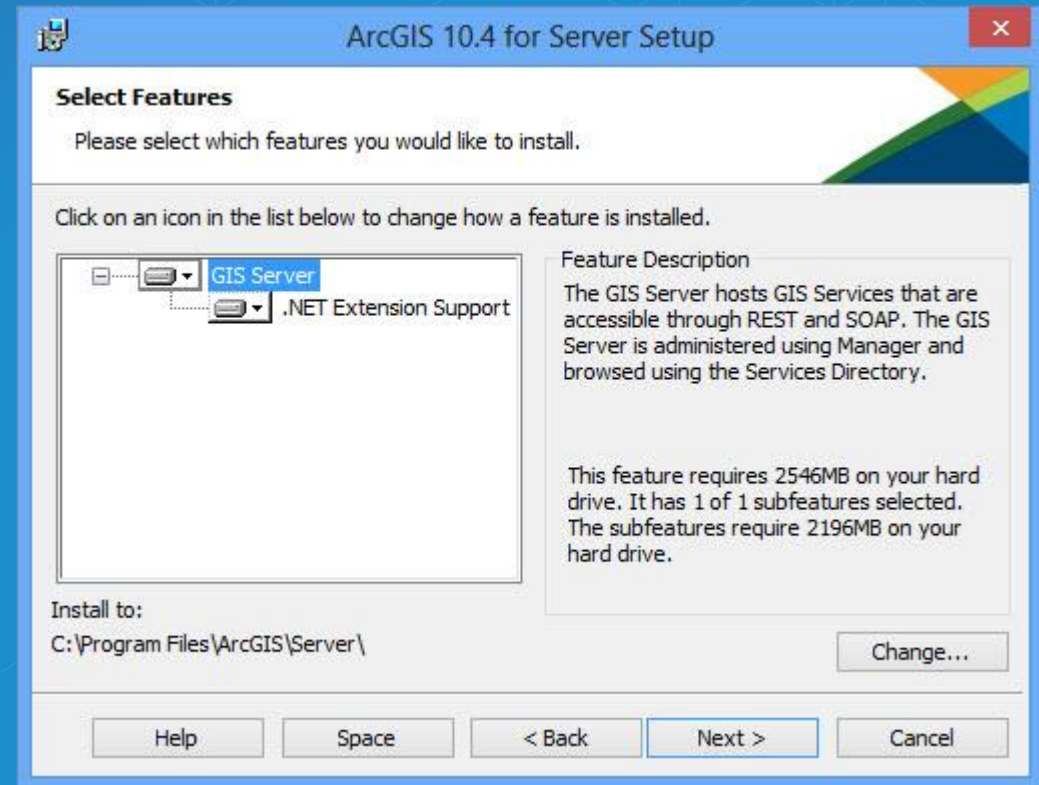 ArcGIS 10.4 for Server Setup
Select Features
Please select which features you would like to install.
Click on an icon in the list below to change how a feature is installed.
GIS Server
.NET Extension Support
Feature Description
The GIS Server hosts GIS Services that are
accessible through REST and SOAP. The GIS
Server is administered using Manager and
browsed using the Services Directory.
This feature requires 2546MB on your hard
drive. It has 1 of 1 subfeatures selected.
The subfeatures require 2196MB on your
hard drive.
Install to:
C:\Program Files\ArcGIS\Server\
Change...
Help
Space
< Back
Next >
Cancel